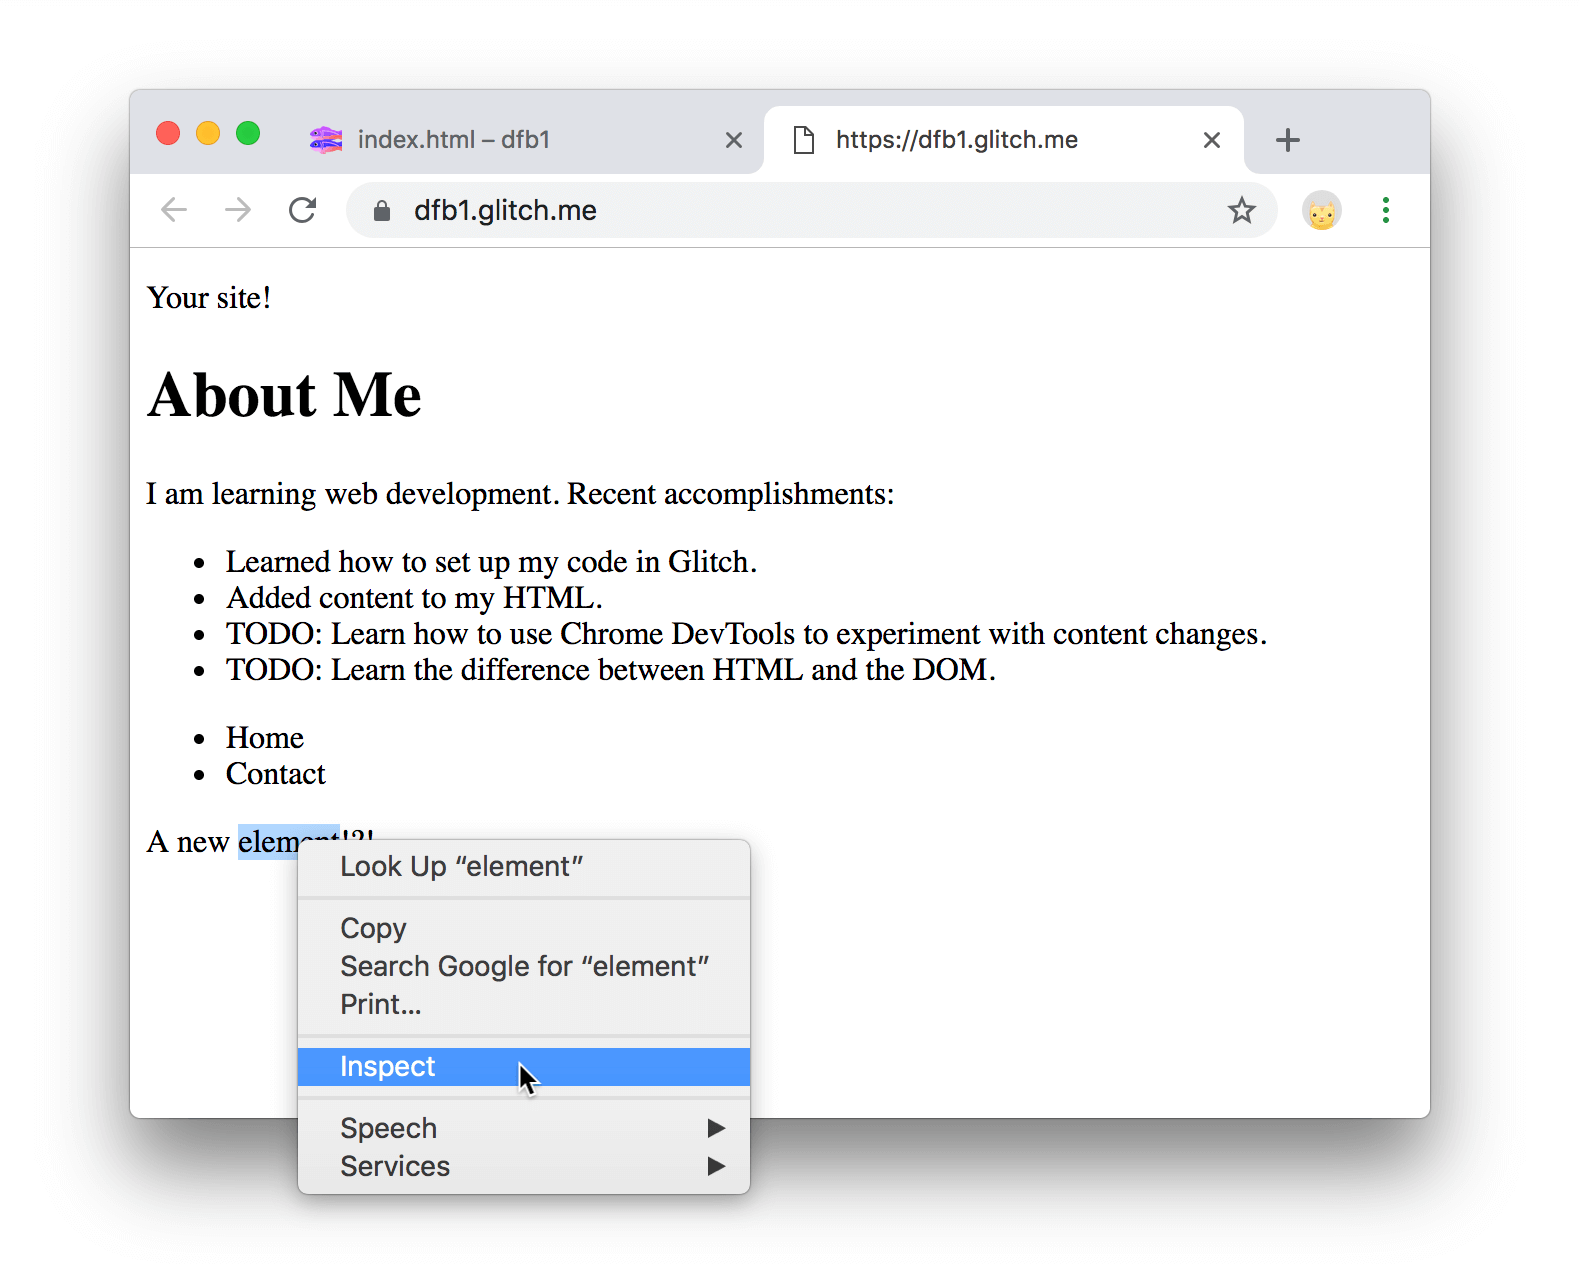 index.html – dfb1
https://dfb1.glitch.me
dfb1.glitch.me
Your site!
About Me
I am learning web development. Recent accomplishments:
• Learned how to set up my code in Glitch.
• Added content to my HTML.
• TODO: Learn how to use Chrome DevTools to experiment with content changes.
• TODO: Learn the difference between HTML and the DOM.
• Home
• Contact
A new element!?!
Look Up “element”
Copy
Search Google for “element”
Print...
Inspect
Speech
Services